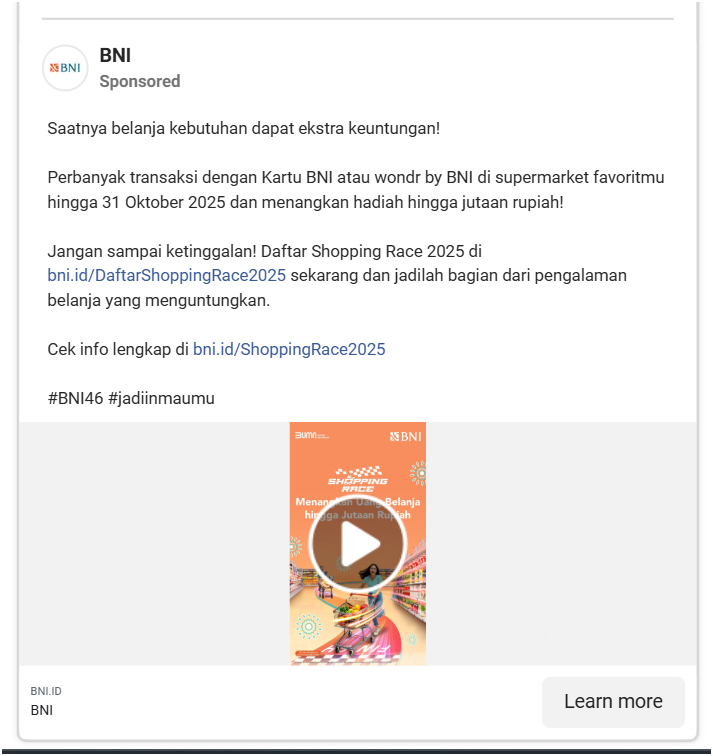 BNI
BNI
Sponsored
Saatnya belanja kebutuhan dapat ekstra keuntungan!
Perbanyak transaksi dengan Kartu BNI atau wondr by BNI di supermarket favoritmu
hingga 31 Oktober 2025 dan menangkan hadiah hingga jutaan rupiah!
Jangan sampai ketinggalan! Daftar Shopping Race 2025 di
bni.id/DaftarShoppingRace2025 sekarang dan jadilah bagian dari pengalaman
belanja yang menguntungkan.
Cek info lengkap di bni.id/ShoppingRace2025
#BNI46 #jadiinmaumu
BUMN
BNI
SHOPPING
RACE
Menangkan Uang Belanja
hingga Jutaan Rupiah
BNI.ID
BNI
Learn more